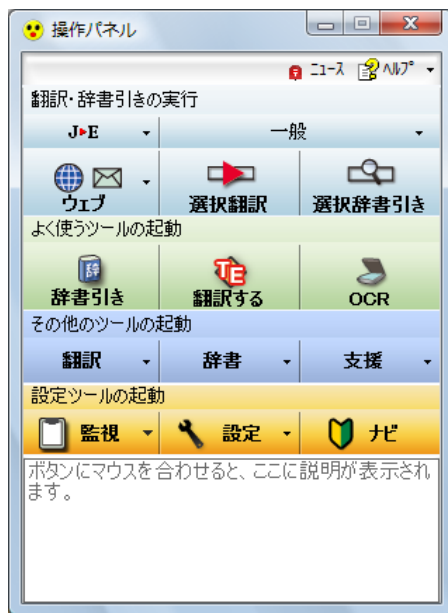 操作パネル
ニュース ヘルプ
翻訳・辞書引きの実行
J▶E 一般
ウェブ 選択翻訳 選択辞書引き
よく使うツールの起動
辞
TE
辞書引き 翻訳する OCR
その他のツールの起動
翻訳 辞書 支援
設定ツールの起動
監視 設定 ナビ
ボタンにマウスを合わせると、ここに説明が表示され
ます。